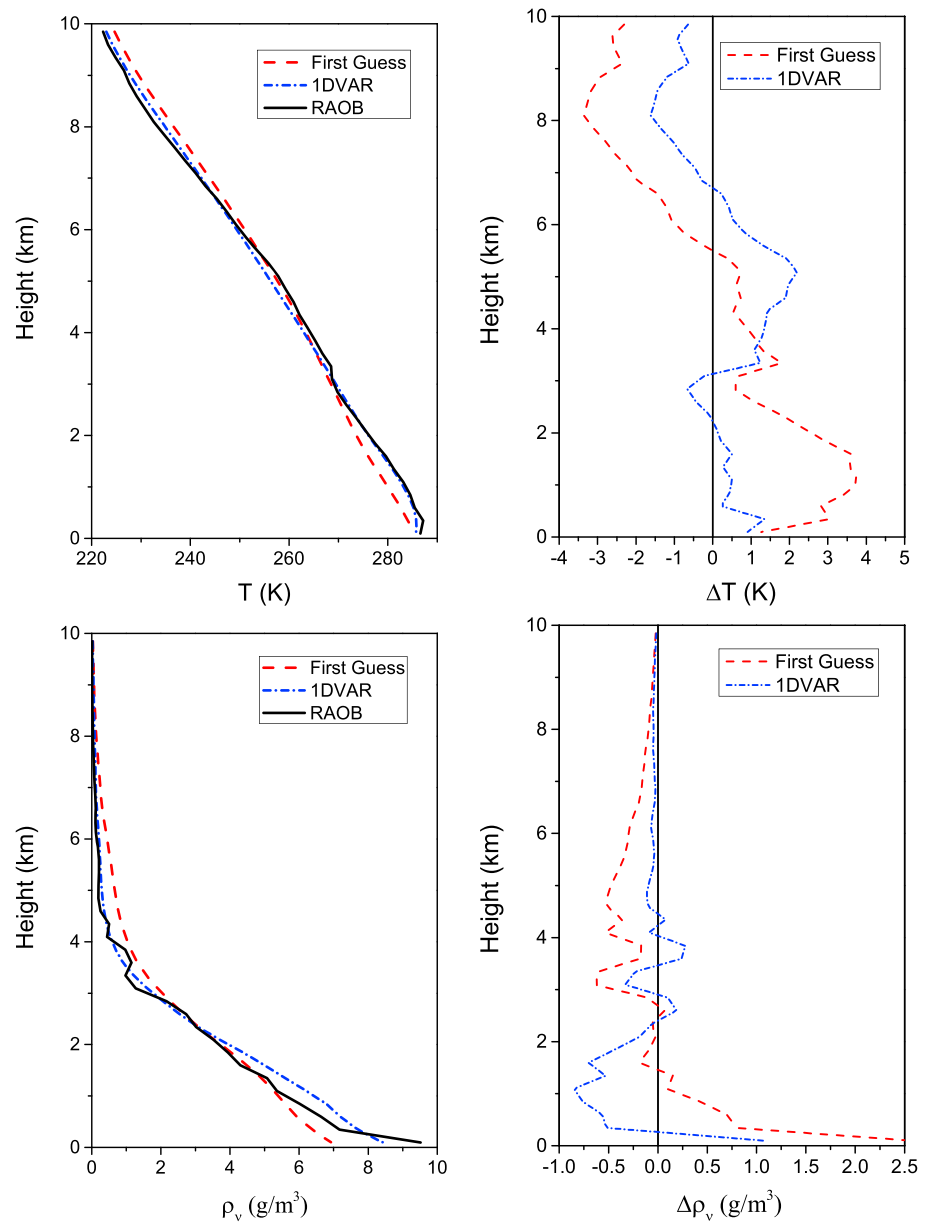 10
8
6
4
2
0
Height (km)
First Guess
1DVAR
RAOB
220
240
260
280
T (K)
10
8
6
4
2
0
Height (km)
First Guess
1DVAR
-4
-3
-2
-1
0
1
2
3
4
5
ΔT (K)
10
8
6
4
2
0
Height (km)
First Guess
1DVAR
RAOB
0
2
4
6
8
10
ρᵥ (g/m³)
10
8
6
4
2
0
Height (km)
First Guess
1DVAR
-1.0
-0.5
0.0
0.5
1.0
1.5
2.0
2.5
Δρᵥ (g/m³)